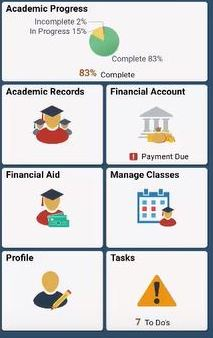 Academic Progress
Incomplete 2%
In Progress 15%
Complete 83%
83% Complete
Academic Records
Financial Account
! Payment Due
Financial Aid
Manage Classes
Profile
Tasks
7 To Do's